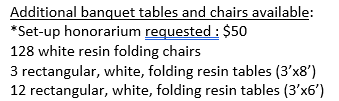 Additional banquet tables and chairs available:
*Set-up honorarium requested : $50
128 white resin folding chairs
3 rectangular, white, folding resin tables (3’x8’)
12 rectangular, white, folding resin tables (3’x6’)